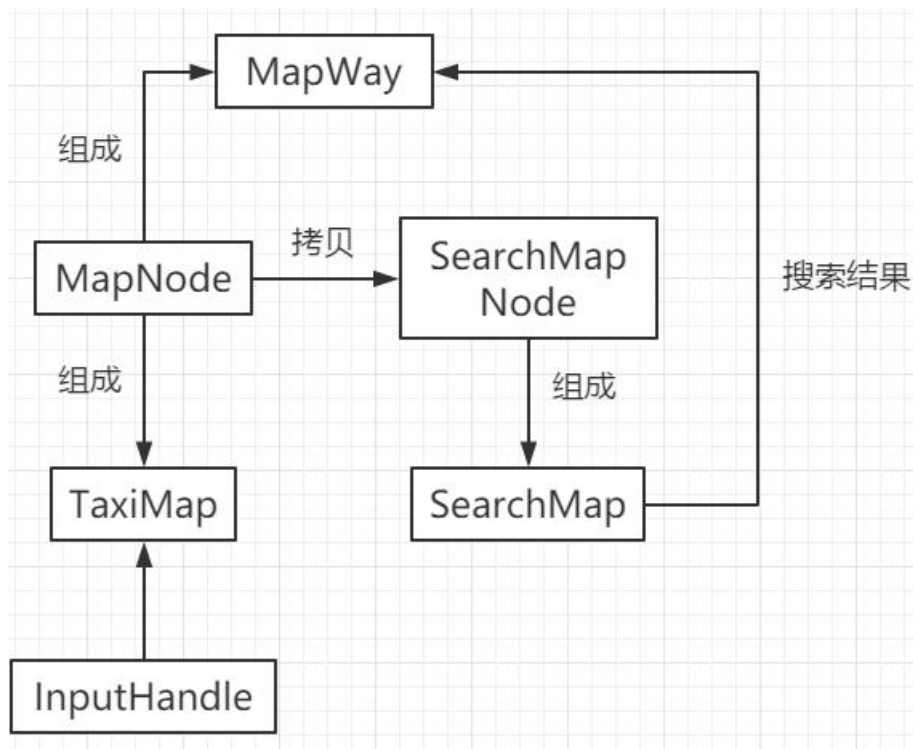 MapWay
组成
拷贝
MapNode
SearchMap
Node
搜索结果
组成
组成
TaxiMap
SearchMap
InputHandle